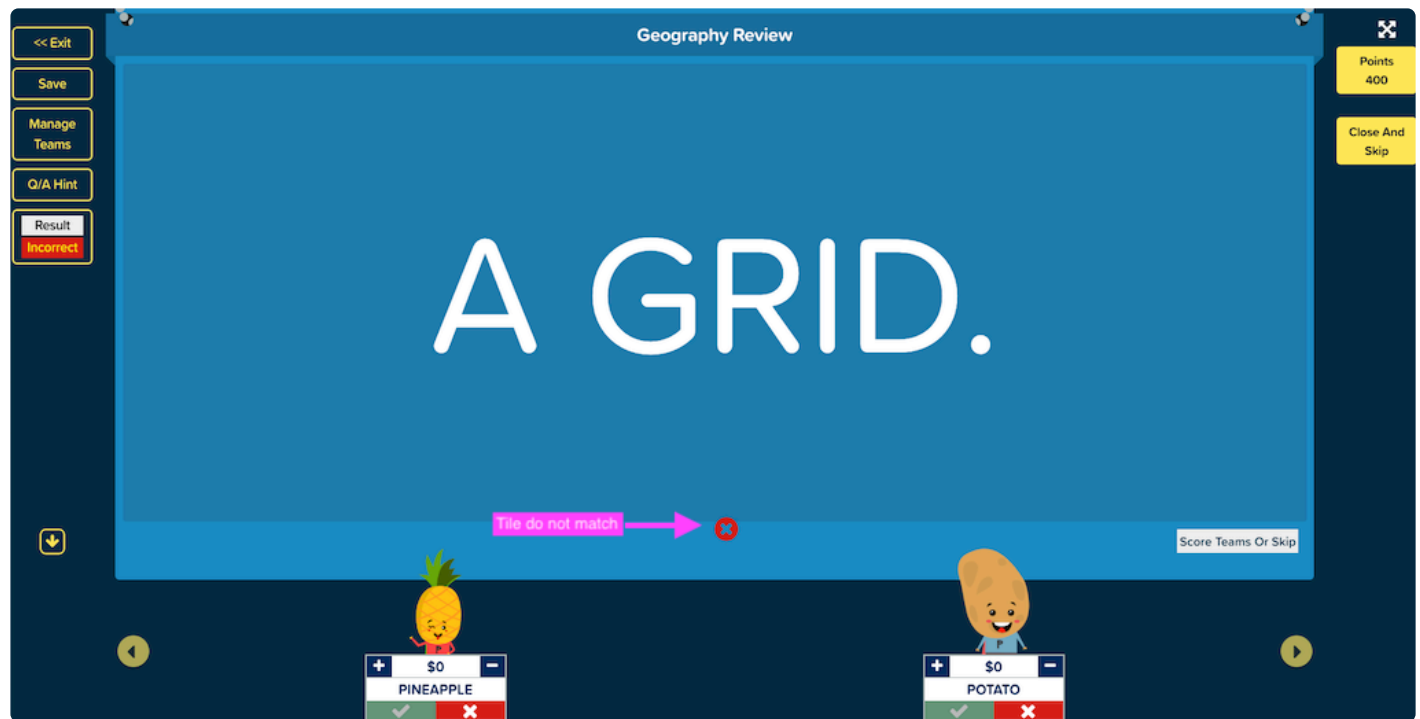 << Exit
Save
Manage
Teams
Q/A Hint
Result
Incorrect
Geography Review
Points
400
Close And
Skip
A GRID.
Tile do not match
Score Teams Or Skip
P
+ $0 −
PINEAPPLE
P
+ $0 −
POTATO